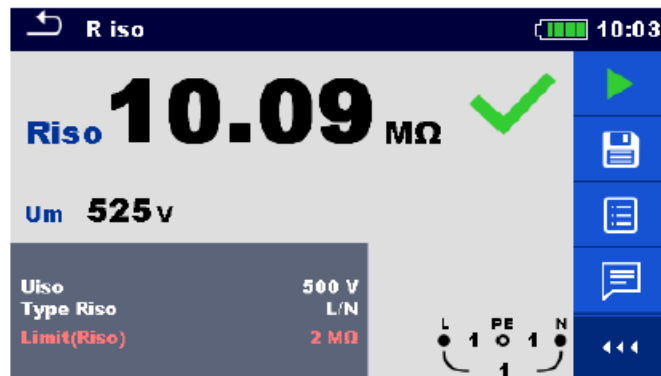 R iso 10:03
Riso 10.09 MΩ
Um 525 V
Uiso 500 V
Type Riso L/N
Limit(Riso) 2 MΩ
L PE N
1 1
1